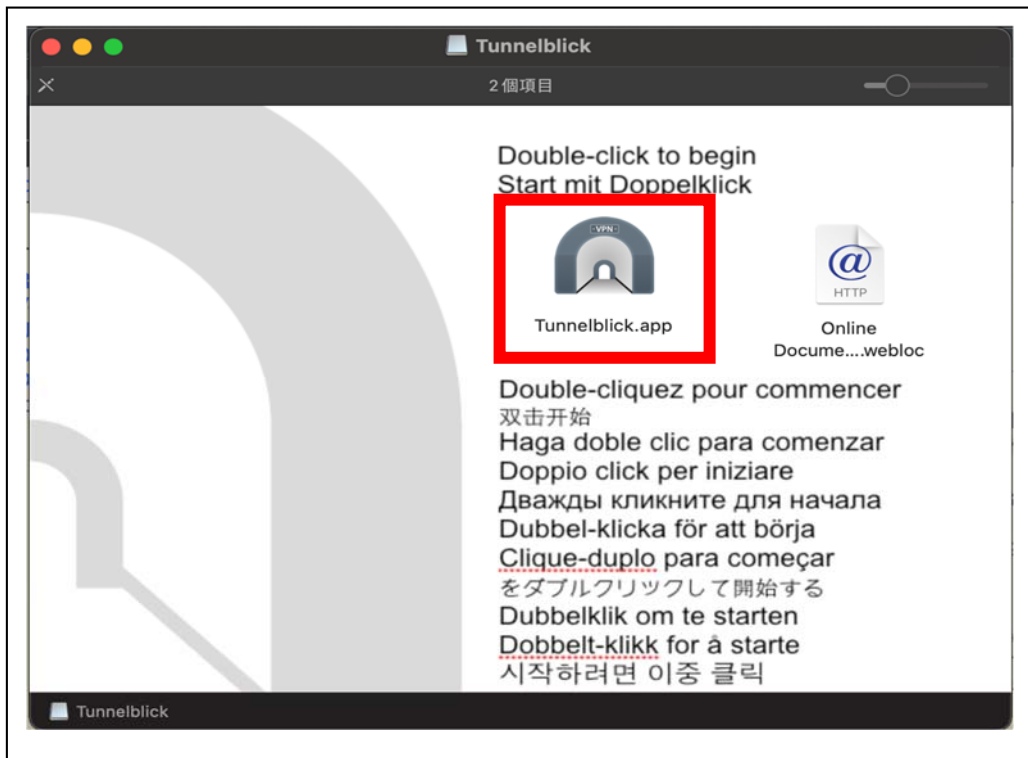 Tunnelblick
2 個項目
Double-click to begin
Start mit Doppelklick
VPN
Tunnelblick.app
@
HTTP
Online
Docume....webloc
Double-cliquez pour commencer
双击开始
Haga doble clic para comenzar
Doppio click per iniziare
Дважды кликните для начала
Dubbel-klicka för att börja
Clique-duplo para começar
をダブルクリックして開始する
Dubbelklik om te starten
Dobbelt-klikk for å starte
시작하려면 이중 클릭
Tunnelblick